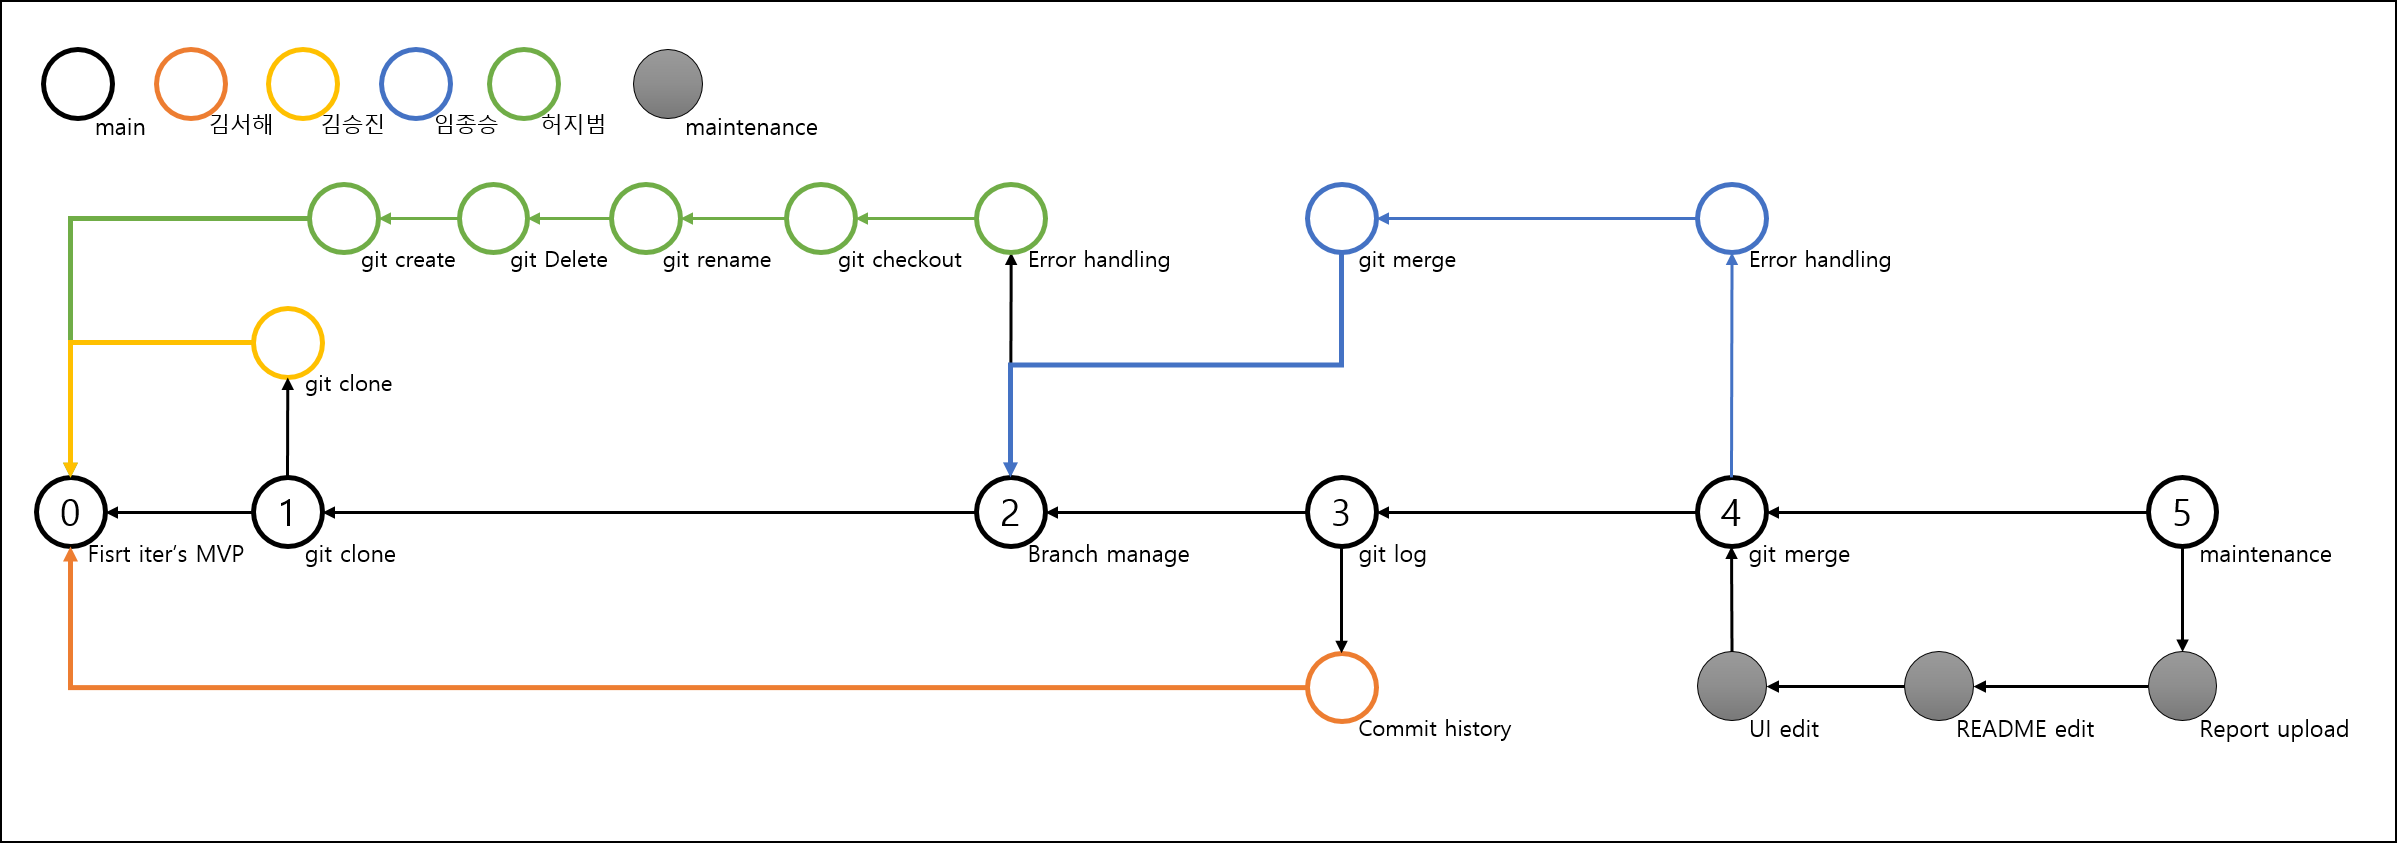 main
김서해
김승진
임종승
허지범
maintenance
git create
git Delete
git rename
git checkout
Error handling
git merge
Error handling
git clone
0
1
2
3
4
5
Fisrt iter's MVP
git clone
Branch manage
git log
git merge
maintenance
Commit history
UI edit
README edit
Report upload